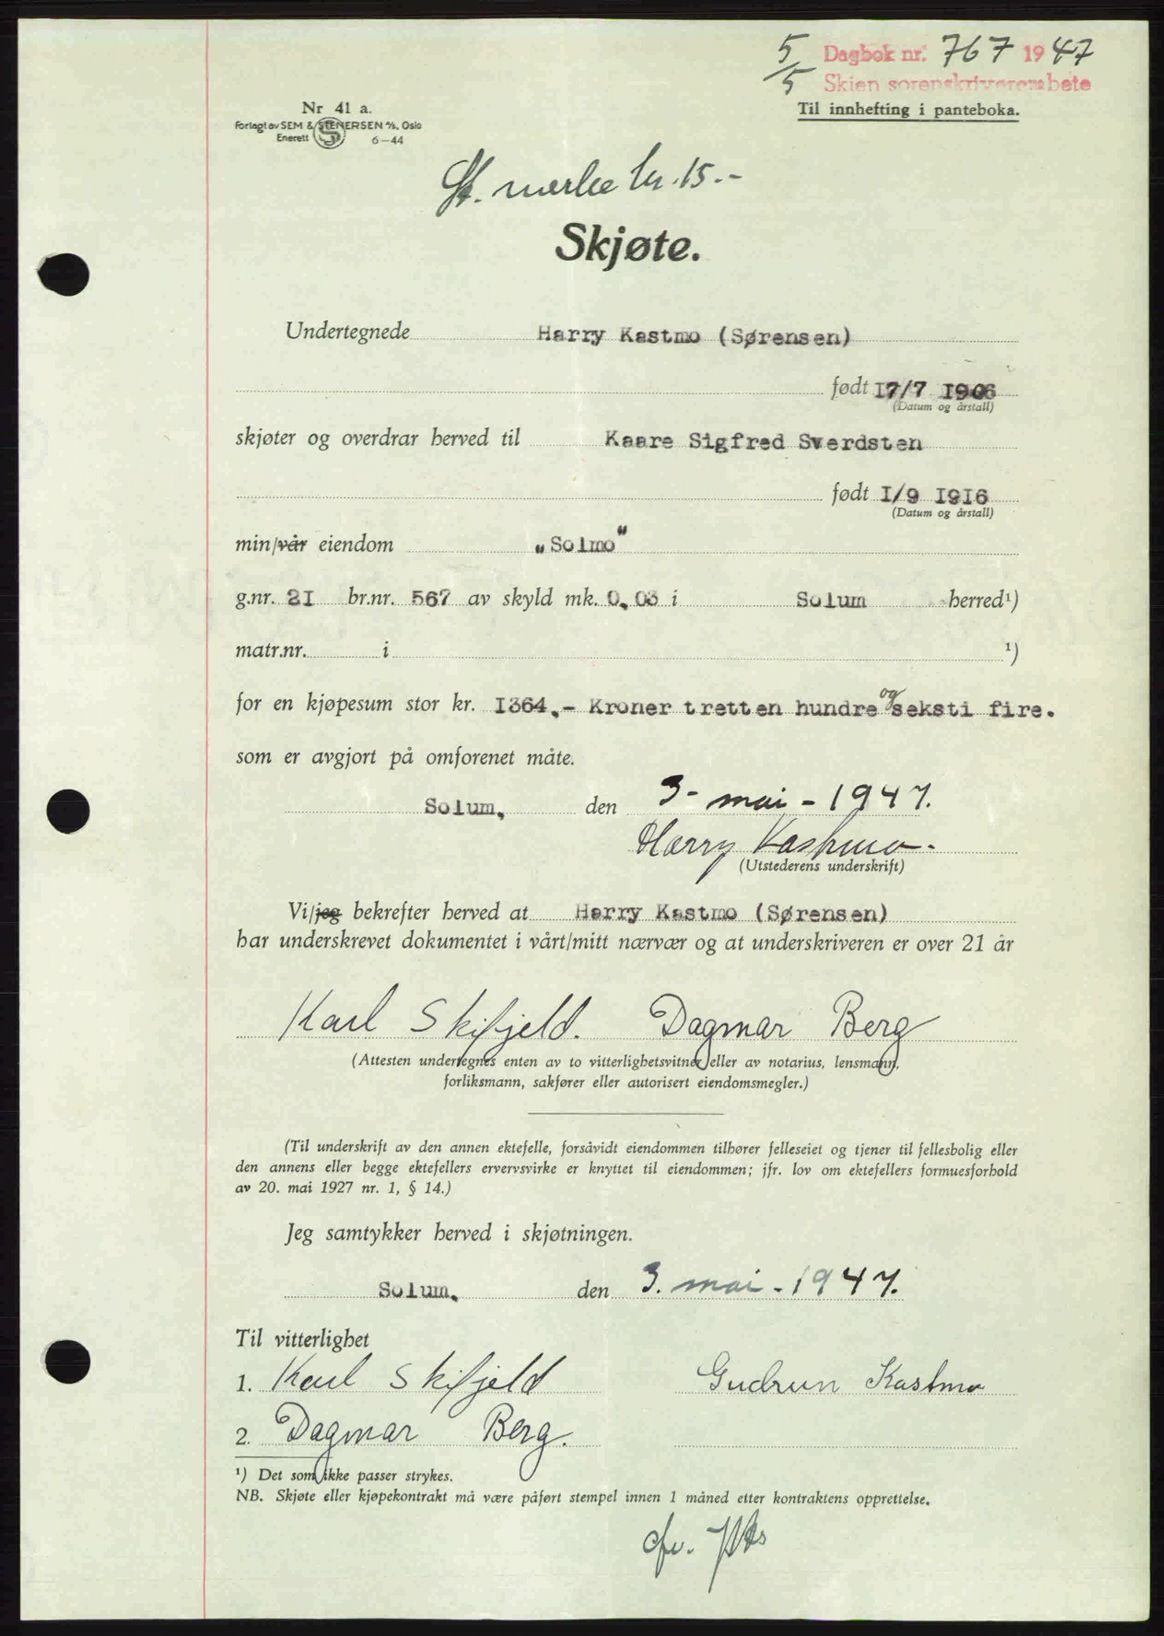 5/5 Dagbok nr. 767 1947
Skien sorenskriverembete
Til innhefting i panteboka.
Nr 41 a.
Forlagt av SEM & STENERSEN A/S, Oslo
Enerett 6-44
St. merke kr. 15.-
Skjøte.
Undertegnede Harry Kastmo (Sørensen)
født 17/7 1906
(Datum og årstall)
skjøter og overdrar herved til Kaare Sigfred Sverdsten
født I/9 1916
(Datum og årstall)
min/vår eiendom „Solmo"
g.nr. 21 br.nr. 567 av skyld mk. 0,03 i Solum herred¹)
matr.nr. i ¹)
for en kjøpesum stor kr. I364.- Kroner tretten hundre og seksti fire.
som er avgjort på omforenet måte.
Solum, den 3- mai - 1947.
Harry Kastmo.
(Utstederens underskrift)
Vi/jeg bekrefter herved at Harry Kastmo (Sørensen)
har underskrevet dokumentet i vårt/mitt nærvær og at underskriveren er over 21 år
Karl Skifjeld. Dagmar Berg
(Attesten undertegnes enten av to vitterlighetsvitner eller av notarius, lensmann,
forliksmann, sakfører eller autorisert eiendomsmegler.)
(Til underskrift av den annen ektefelle, forsåvidt eiendommen tilhører felleseiet og tjener til fellesbolig eller
den annens eller begge ektefellers ervervsvirke er knyttet til eiendommen; jfr. lov om ektefellers formuesforhold
av 20. mai 1927 nr. 1, § 14.)
Jeg samtykker herved i skjøtningen.
Solum, den 3. mai - 1947.
Til vitterlighet
1. Karl Skifjeld Gudrun Kastmo
2. Dagmar Berg.
¹) Det som ikke passer strykes.
NB. Skjøte eller kjøpekontrakt må være påført stempel innen 1 måned etter kontraktens opprettelse.